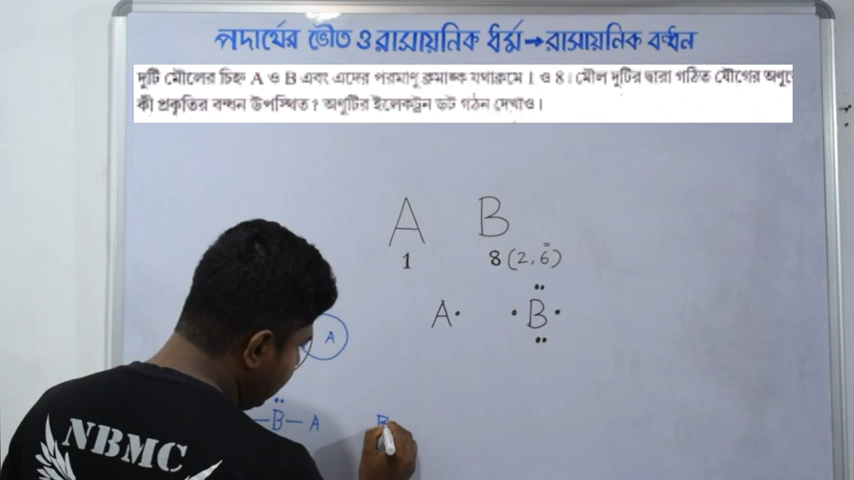 পদার্থের ভৌত ও রাসায়নিক ধর্ম→রাসায়নিক বন্ধন
দুটি মৌলের চিহ্ন A ও B এবং এদের পরমাণু ক্রমাঙ্ক যথাক্রমে 1 ও 8। মৌল দুটির দ্বারা গঠিত যৌগের
কী প্রকৃতির বন্ধন উপস্থিত? অণুটির ইলেকট্রন ডট গঠন দেখাও।
A B
1 8 (2, 6)
A· ·B·
A
—B—A
B
NBMC